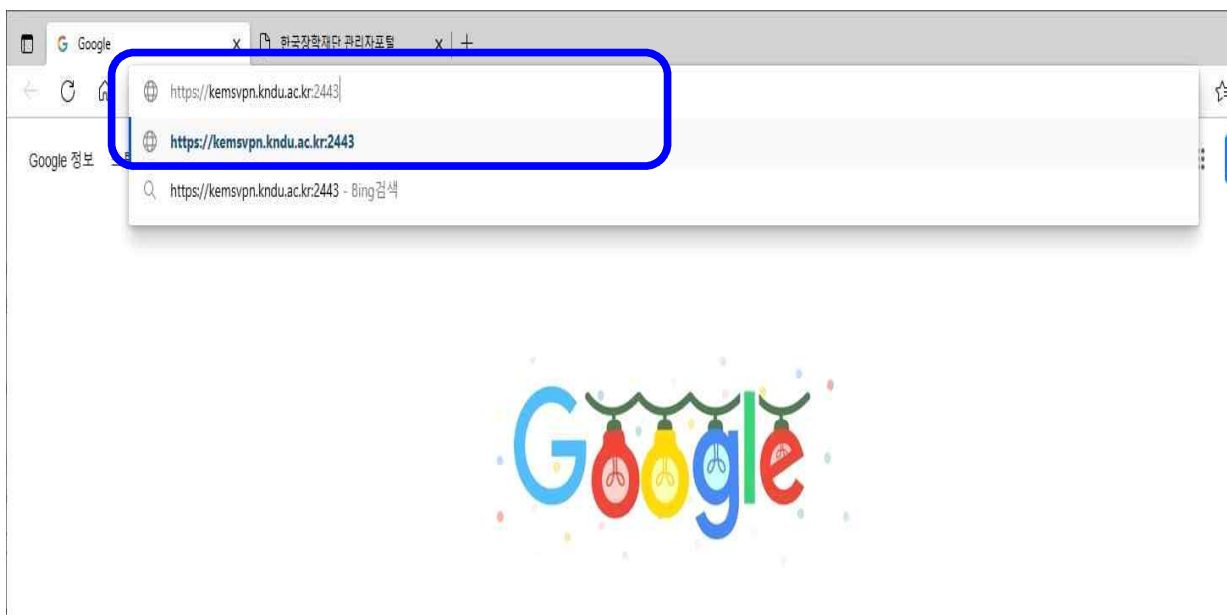 Google
한국장학재단 관리자포털
https://kemsvpn.kndu.ac.kr:2443
https://kemsvpn.kndu.ac.kr:2443
Google 정보
https://kemsvpn.kndu.ac.kr:2443 - Bing검색
Google